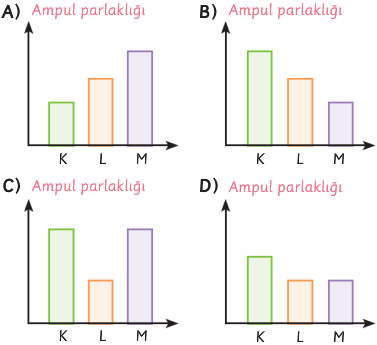 A) Ampul parlaklığı
K L M
B) Ampul parlaklığı
K L M
C) Ampul parlaklığı
K L M
D) Ampul parlaklığı
K L M